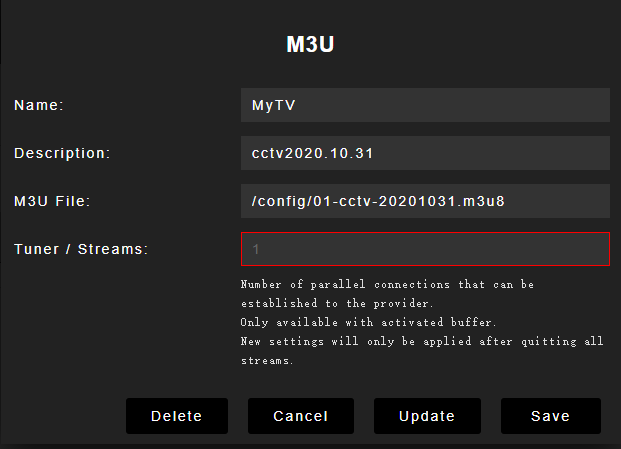 M3U
Name: MyTV
Description: cctv2020.10.31
M3U File: /config/01-cctv-20201031.m3u8
Tuner / Streams: 1
Number of parallel connections that can be
established to the provider.
Only available with activated buffer.
New settings will only be applied after quitting all
streams.
Delete Cancel Update Save